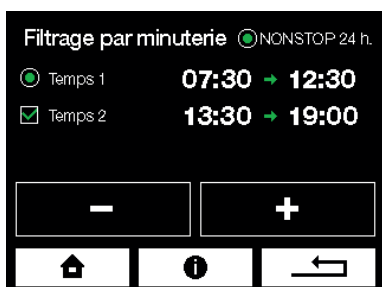 Filtrage par minuterie NONSTOP 24 h.
Temps 1 07:30 → 12:30
Temps 2 13:30 → 19:00
− +